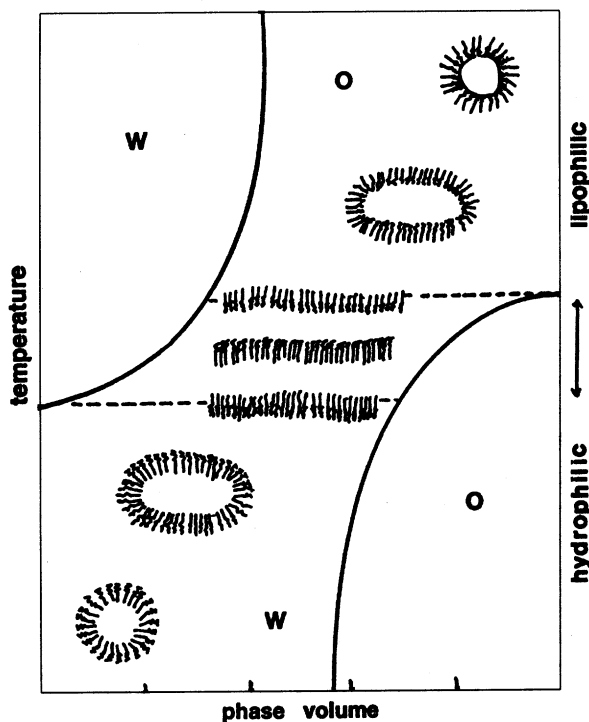 O
W
lipophilic
temperature
hydrophilic
O
W
phase volume